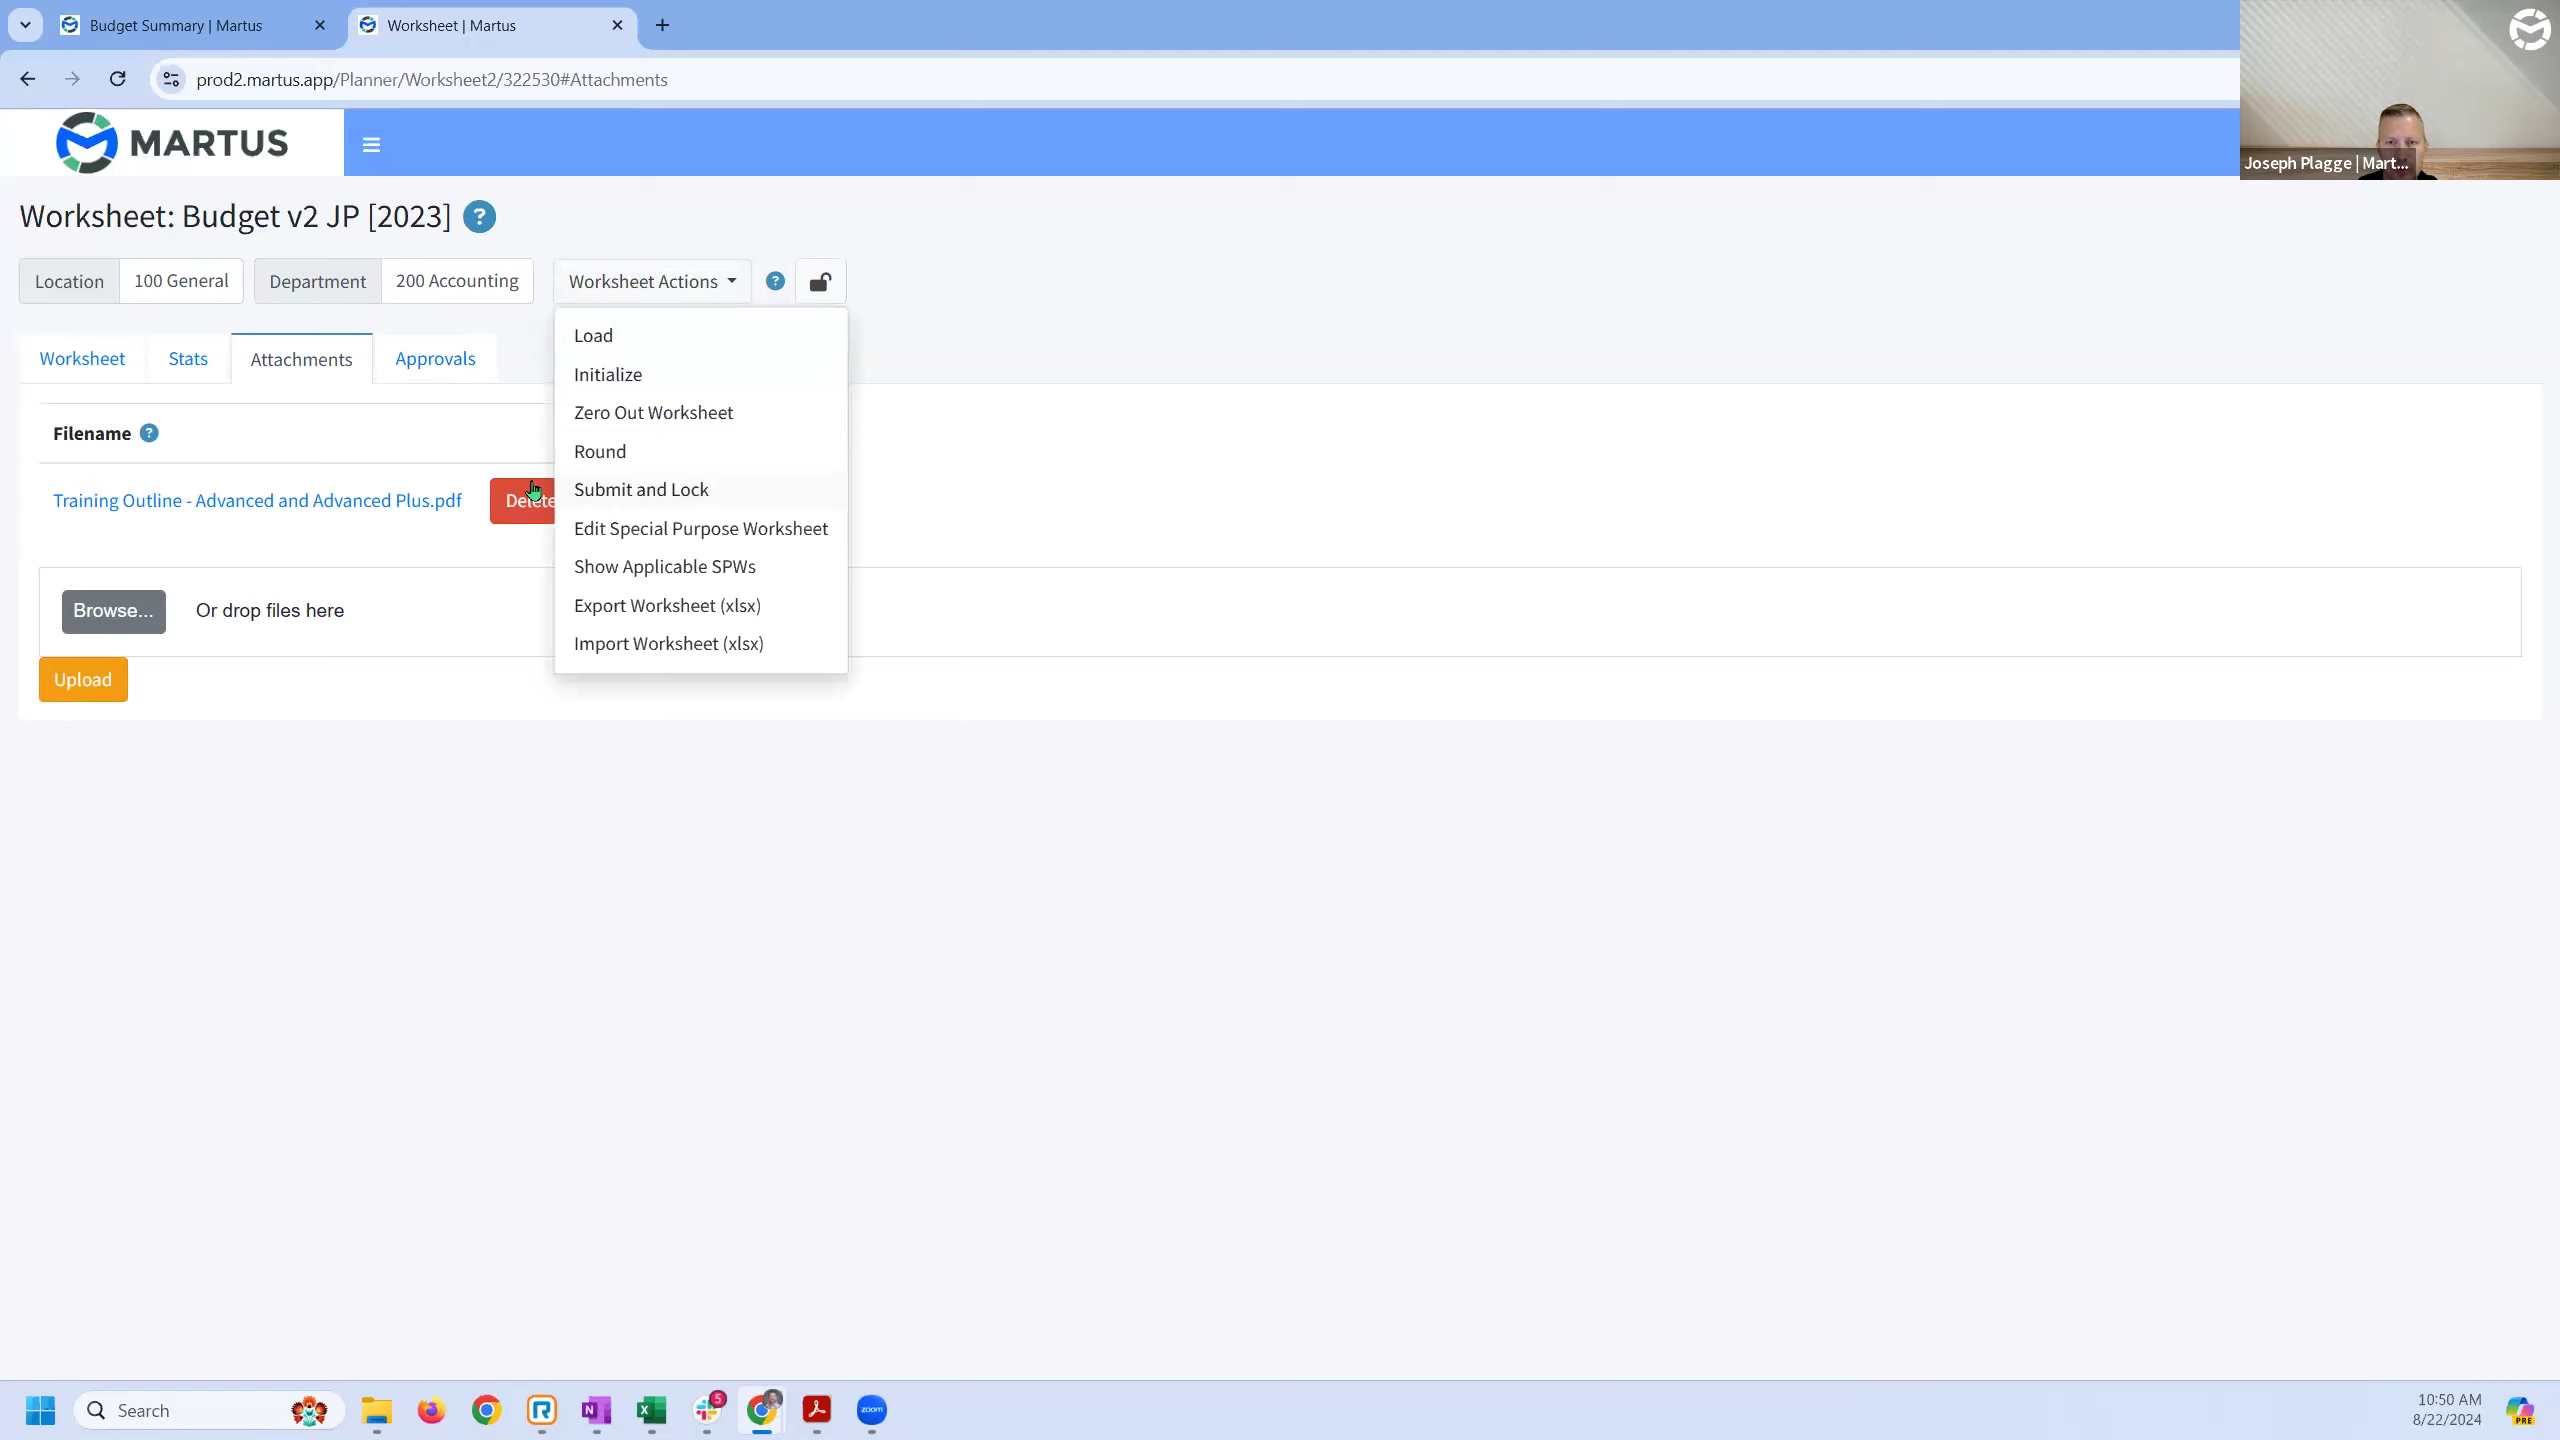 Budget Summary | Martus
Worksheet | Martus
prod2.martus.app/Planner/Worksheet2/322530#Attachments
MARTUS
Joseph Plagge | Mart...
Worksheet: Budget v2 JP [2023] ?
Location 100 General Department 200 Accounting Worksheet Actions ?
Load
Initialize
Zero Out Worksheet
Round
Submit and Lock
Edit Special Purpose Worksheet
Show Applicable SPWs
Export Worksheet (xlsx)
Import Worksheet (xlsx)
Worksheet Stats Attachments Approvals
Filename ?
Training Outline - Advanced and Advanced Plus.pdf Delete
Browse... Or drop files here
Upload
Search
5
zoom
10:50 AM
8/22/2024
PRE